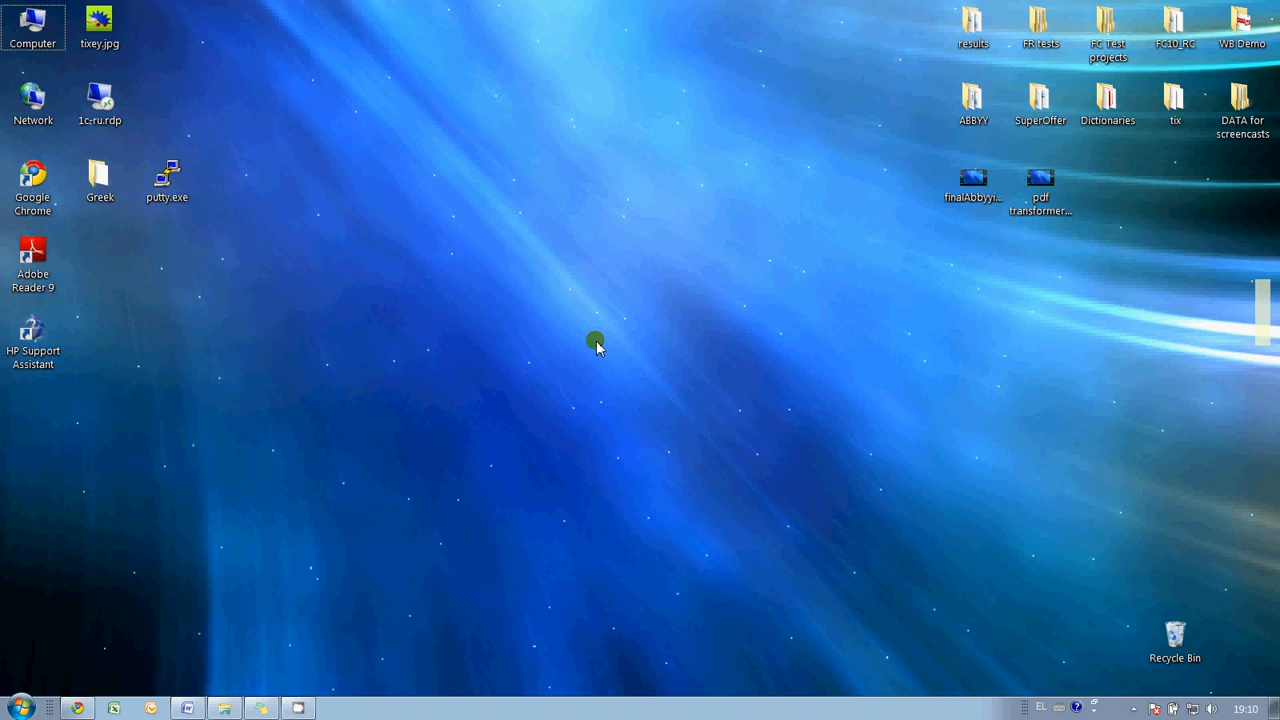 Computer
tixey.jpg
results
FR tests
FC Test
projects
FC10_RC
WB Demo
Network
1c-ru.rdp
ABBYY
SuperOffer
Dictionaries
tix
DATA for
screencasts
Google
Chrome
Greek
putty.exe
finalAbbyyi...
pdf
transformer...
Adobe
Reader 9
HP Support
Assistant
Recycle Bin
EL
19:10